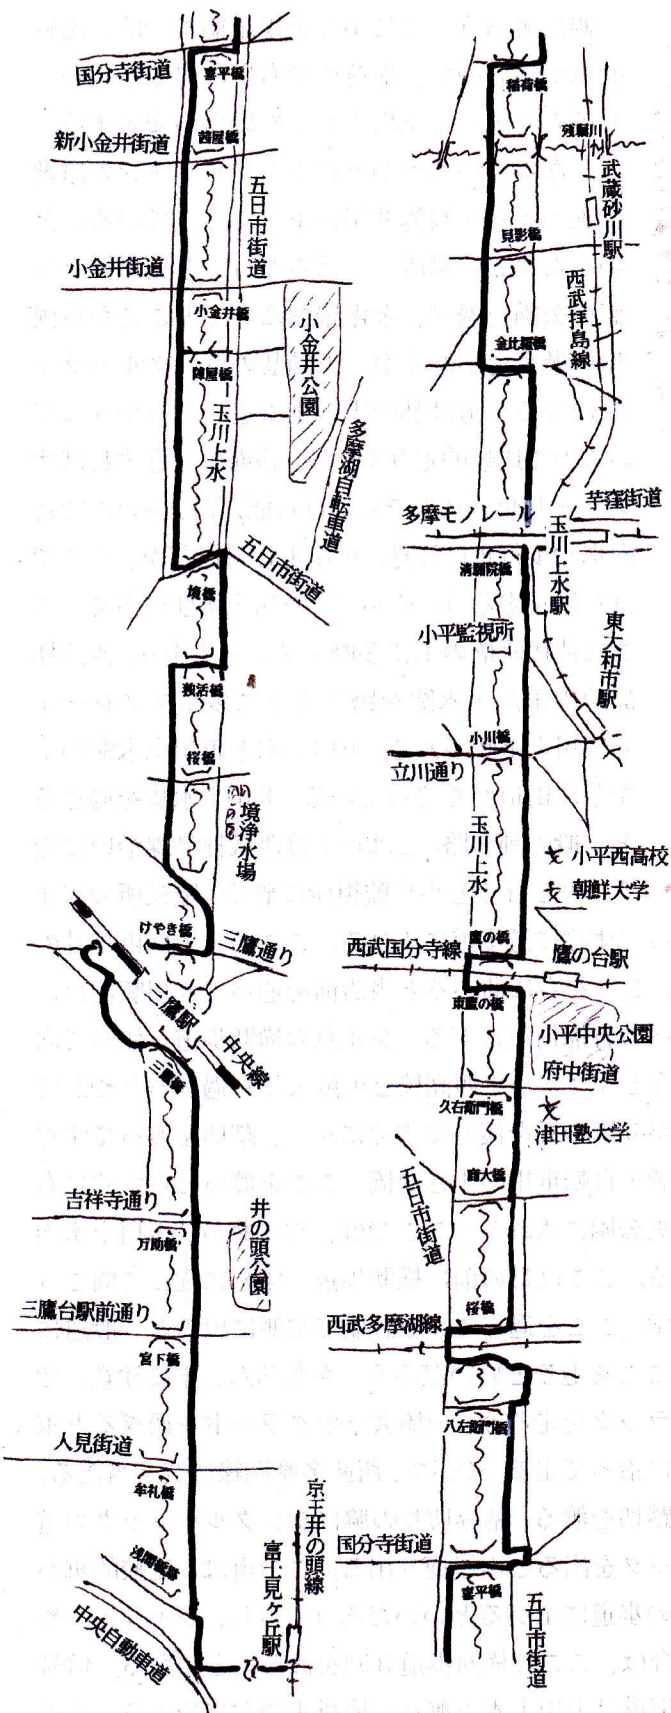 国分寺街道
喜平橋
新小金井街道
茜屋橋
五日市街道
小金井街道
小金井橋
小金井公園
陣屋橋
玉川上水
多摩湖自転車道
五日市街道
境橋
独活橋
桜橋
境浄水場
けやき橋
三鷹通り
三鷹駅
中央線
三鷹橋
吉祥寺通り
万助橋
井の頭公園
三鷹台駅前通り
宮下橋
人見街道
牟礼橋
浅間橋跡
中央自動車道
富士見ヶ丘駅
京王井の頭線
稲荷橋
残堀川
武蔵砂川駅
見影橋
西武拝島線
金比羅橋
芋窪街道
多摩モノレール
玉川上水駅
清願院橋
小平監視所
東大和市駅
小川橋
立川通り
玉川上水
小平西高校
朝鮮大学
鷹の橋
西武国分寺線
鷹の台駅
東鷹の橋
小平中央公園
府中街道
久右衛門橋
津田塾大学
商大橋
五日市街道
桜橋
西武多摩湖線
八左衛門橋
国分寺街道
喜平橋
五日市街道